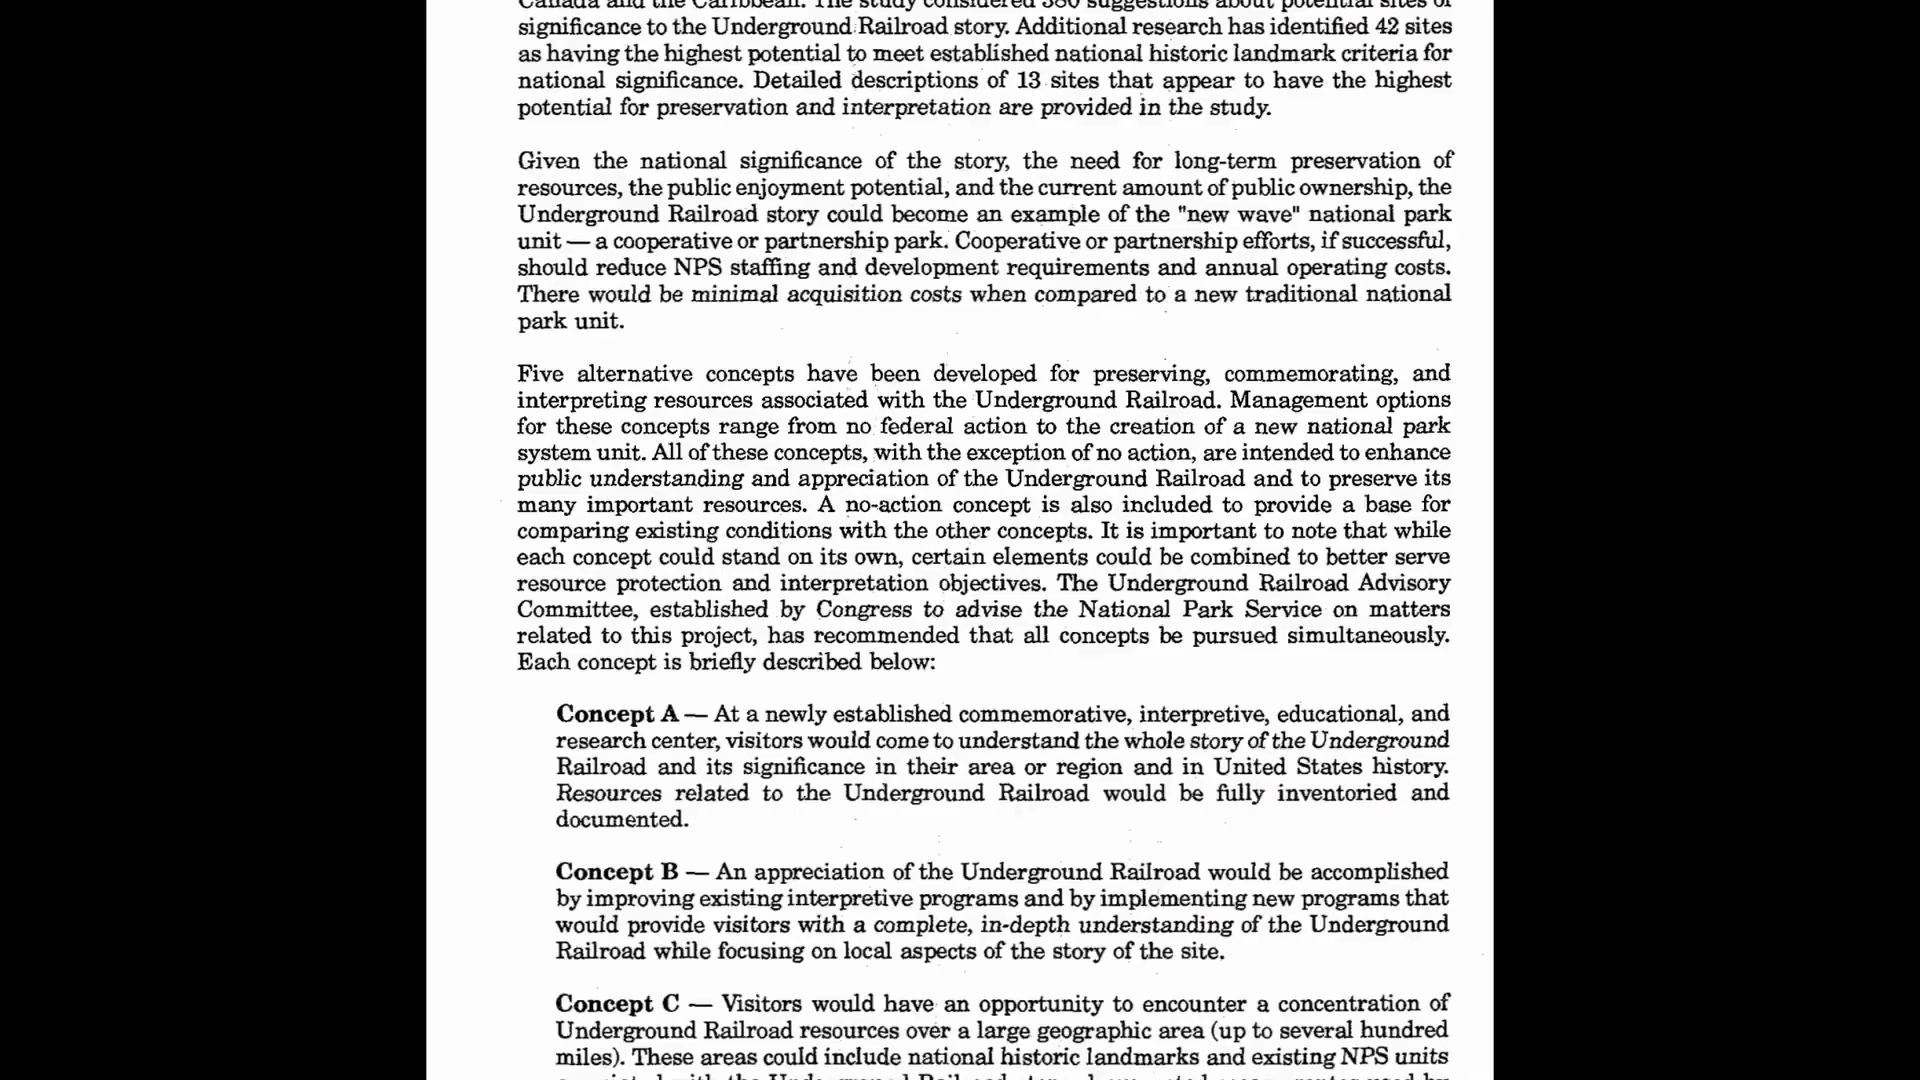 Canada and the Caribbean. The study considered 380 suggestions about potential sites of
significance to the Underground Railroad story. Additional research has identified 42 sites
as having the highest potential to meet established national historic landmark criteria for
national significance. Detailed descriptions of 13 sites that appear to have the highest
potential for preservation and interpretation are provided in the study.
Given the national significance of the story, the need for long-term preservation of
resources, the public enjoyment potential, and the current amount of public ownership, the
Underground Railroad story could become an example of the "new wave" national park
unit — a cooperative or partnership park. Cooperative or partnership efforts, if successful,
should reduce NPS staffing and development requirements and annual operating costs.
There would be minimal acquisition costs when compared to a new traditional national
park unit.
Five alternative concepts have been developed for preserving, commemorating, and
interpreting resources associated with the Underground Railroad. Management options
for these concepts range from no federal action to the creation of a new national park
system unit. All of these concepts, with the exception of no action, are intended to enhance
public understanding and appreciation of the Underground Railroad and to preserve its
many important resources. A no-action concept is also included to provide a base for
comparing existing conditions with the other concepts. It is important to note that while
each concept could stand on its own, certain elements could be combined to better serve
resource protection and interpretation objectives. The Underground Railroad Advisory
Committee, established by Congress to advise the National Park Service on matters
related to this project, has recommended that all concepts be pursued simultaneously.
Each concept is briefly described below:
Concept A — At a newly established commemorative, interpretive, educational, and
research center, visitors would come to understand the whole story of the Underground
Railroad and its significance in their area or region and in United States history.
Resources related to the Underground Railroad would be fully inventoried and
documented.
Concept B — An appreciation of the Underground Railroad would be accomplished
by improving existing interpretive programs and by implementing new programs that
would provide visitors with a complete, in-depth understanding of the Underground
Railroad while focusing on local aspects of the story of the site.
Concept C — Visitors would have an opportunity to encounter a concentration of
Underground Railroad resources over a large geographic area (up to several hundred
miles). These areas could include national historic landmarks and existing NPS units